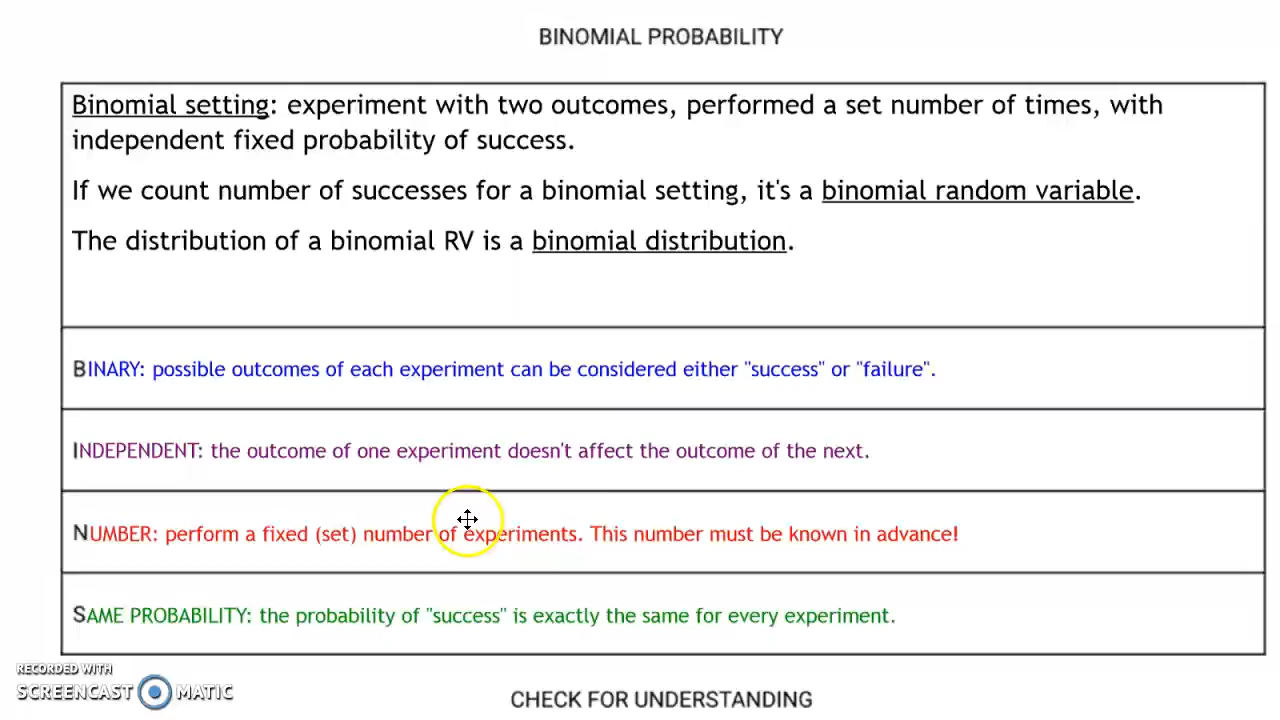 BINOMIAL PROBABILITY
Binomial setting: experiment with two outcomes, performed a set number of times, with
independent fixed probability of success.
If we count number of successes for a binomial setting, it's a binomial random variable.
The distribution of a binomial RV is a binomial distribution.
BINARY: possible outcomes of each experiment can be considered either "success" or "failure".
INDEPENDENT: the outcome of one experiment doesn't affect the outcome of the next.
NUMBER: perform a fixed (set) number of experiments. This number must be known in advance!
SAME PROBABILITY: the probability of "success" is exactly the same for every experiment.
RECORDED WITH
SCREENCAST MATIC
CHECK FOR UNDERSTANDING